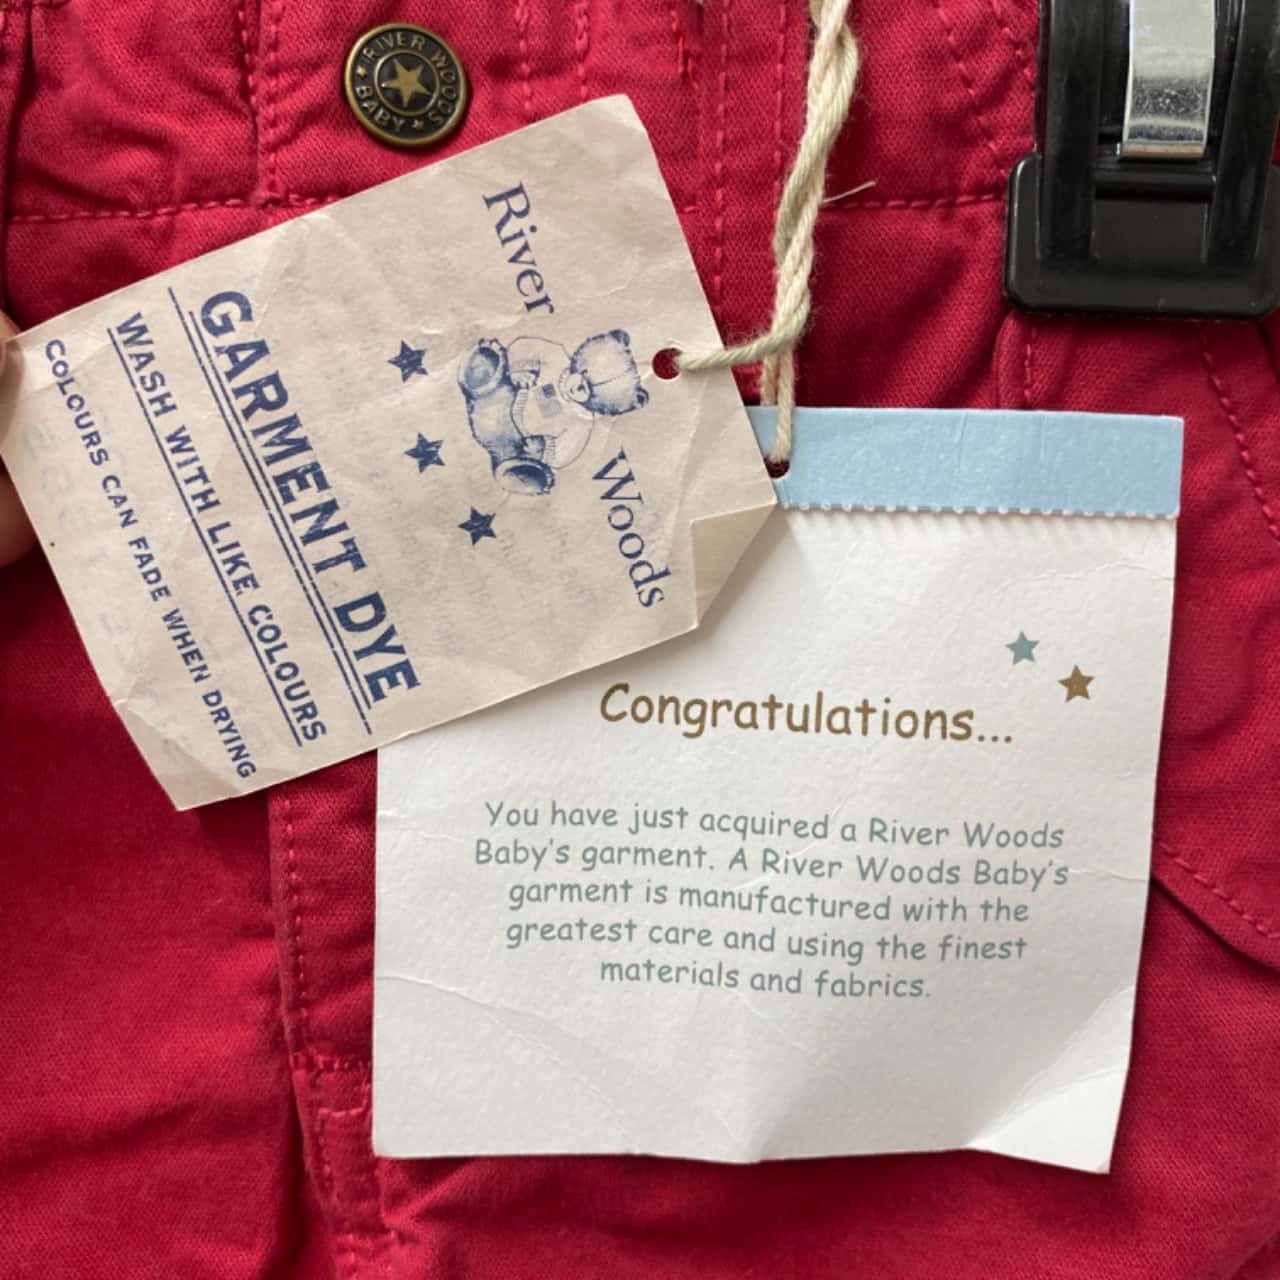 RIVER WOODS
BABY
River Woods
GARMENT DYE
WASH WITH LIKE COLOURS
COLOURS CAN FADE WHEN DRYING
Congratulations...
You have just acquired a River Woods
Baby's garment. A River Woods Baby's
garment is manufactured with the
greatest care and using the finest
materials and fabrics.